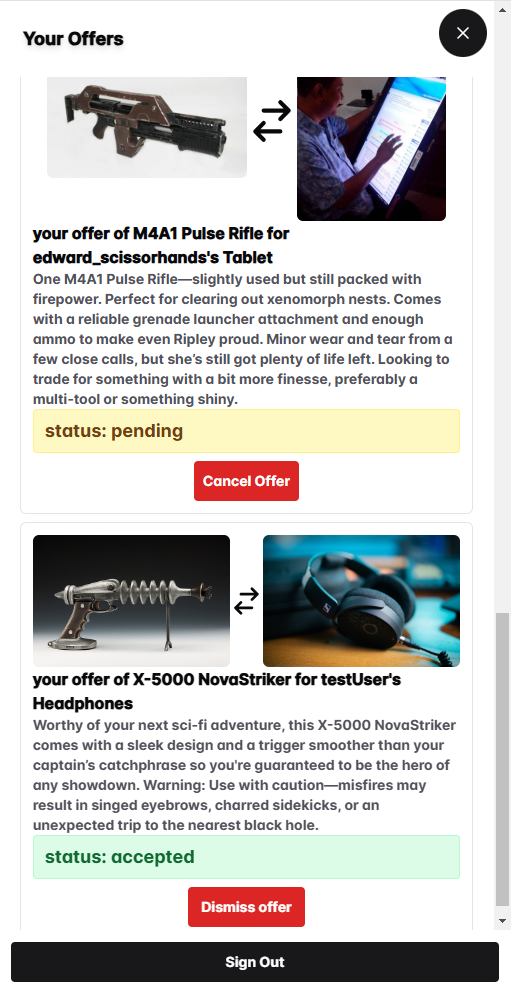 Your Offers
your offer of M4A1 Pulse Rifle for
edward_scissorhands's Tablet
One M4A1 Pulse Rifle—slightly used but still packed with
firepower. Perfect for clearing out xenomorph nests. Comes
with a reliable grenade launcher attachment and enough
ammo to make even Ripley proud. Minor wear and tear from a
few close calls, but she’s still got plenty of life left. Looking to
trade for something with a bit more finesse, preferably a
multi-tool or something shiny.
status: pending
Cancel Offer
your offer of X-5000 NovaStriker for testUser's
Headphones
Worthy of your next sci-fi adventure, this X-5000 NovaStriker
comes with a sleek design and a trigger smoother than your
captain’s catchphrase so you're guaranteed to be the hero of
any showdown. Warning: Use with caution—misfires may
result in singed eyebrows, charred sidekicks, or an
unexpected trip to the nearest black hole.
status: accepted
Dismiss offer
Sign Out